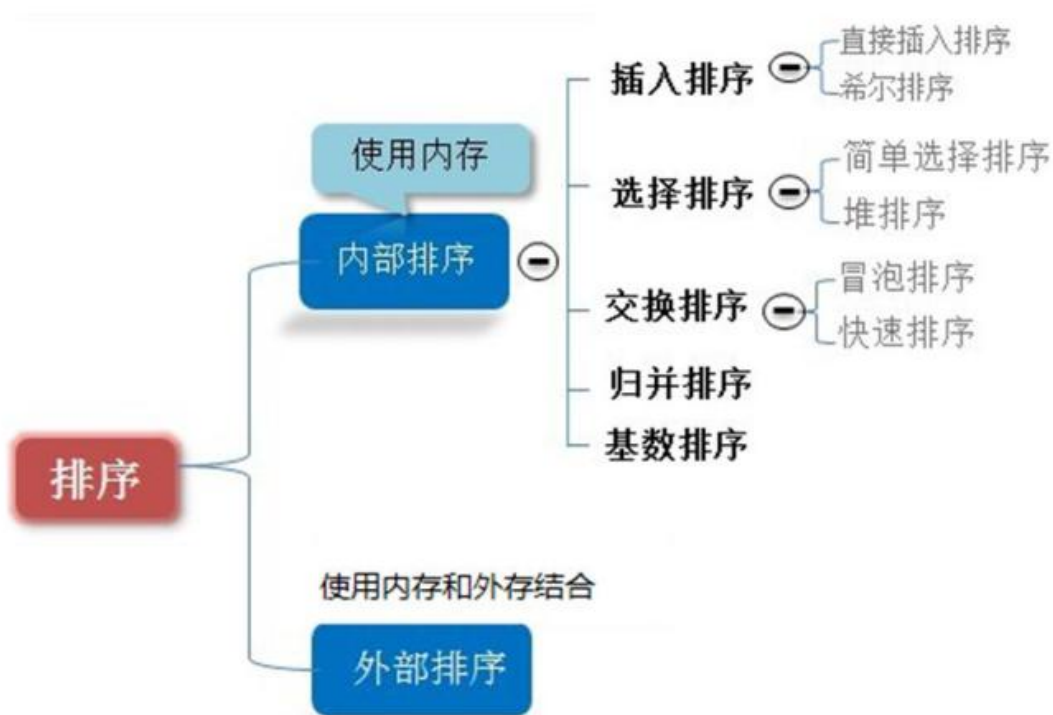 直接插入排序
插入排序
希尔排序
使用内存
简单选择排序
选择排序
堆排序
内部排序
冒泡排序
交换排序
快速排序
归并排序
基数排序
排序
使用内存和外存结合
外部排序